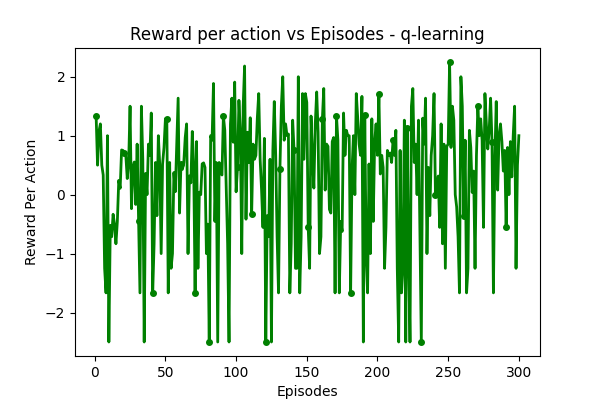 Reward per action vs Episodes - q-learning
Reward Per Action
2
1
0
−1
−2
0 50 100 150 200 250 300
Episodes